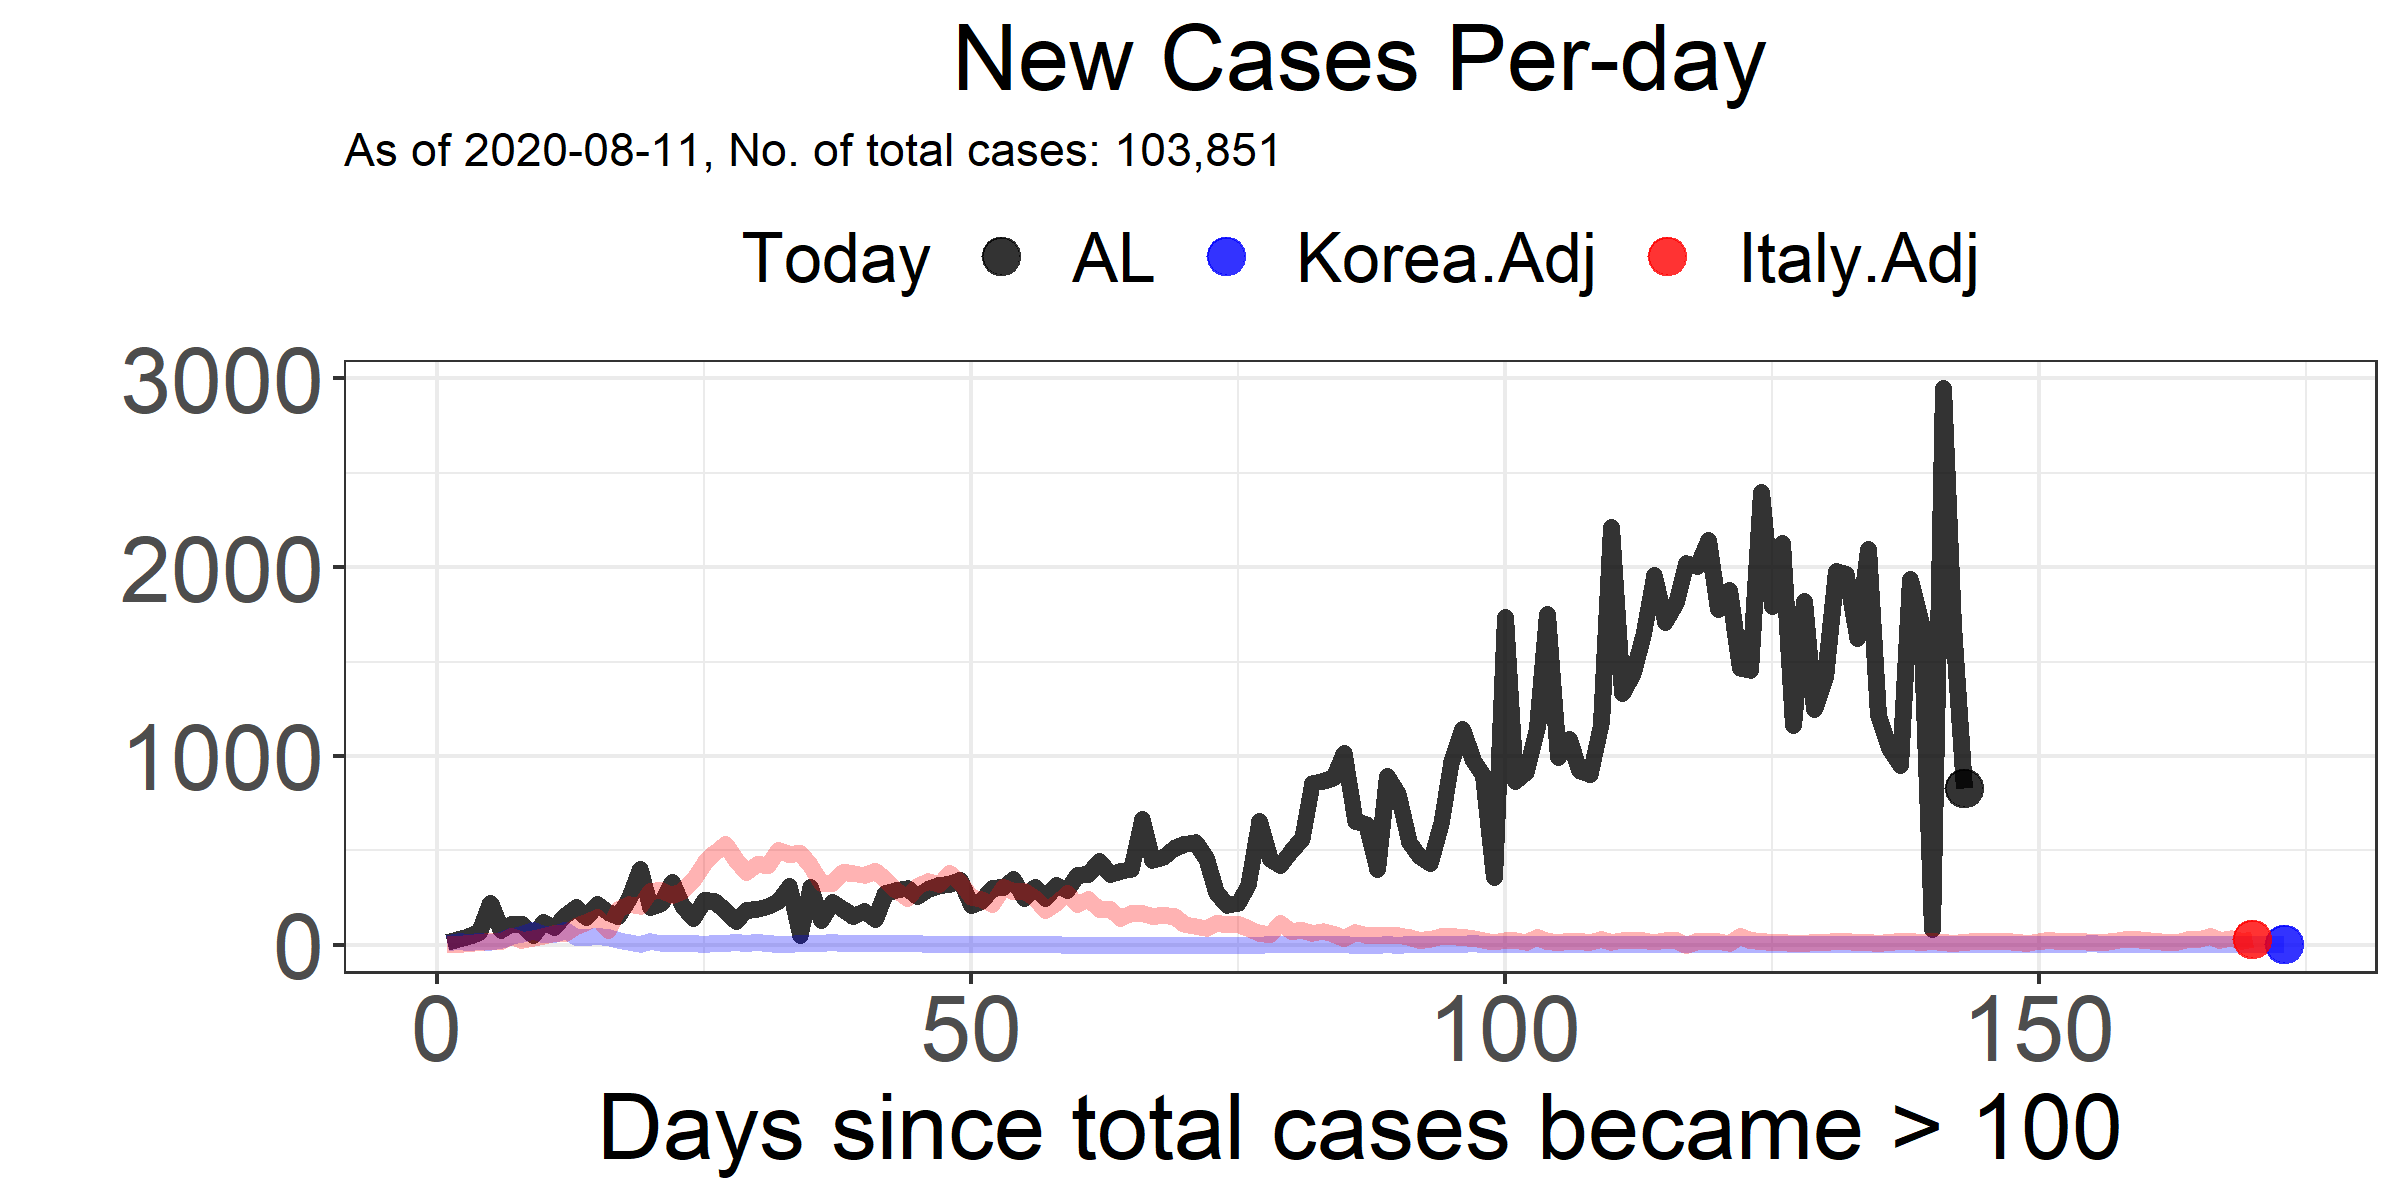 New Cases Per-day
As of 2020-08-11, No. of total cases: 103,851
Today AL Korea.Adj Italy.Adj
3000
2000
1000
0
0 50 100 150
Days since total cases became > 100